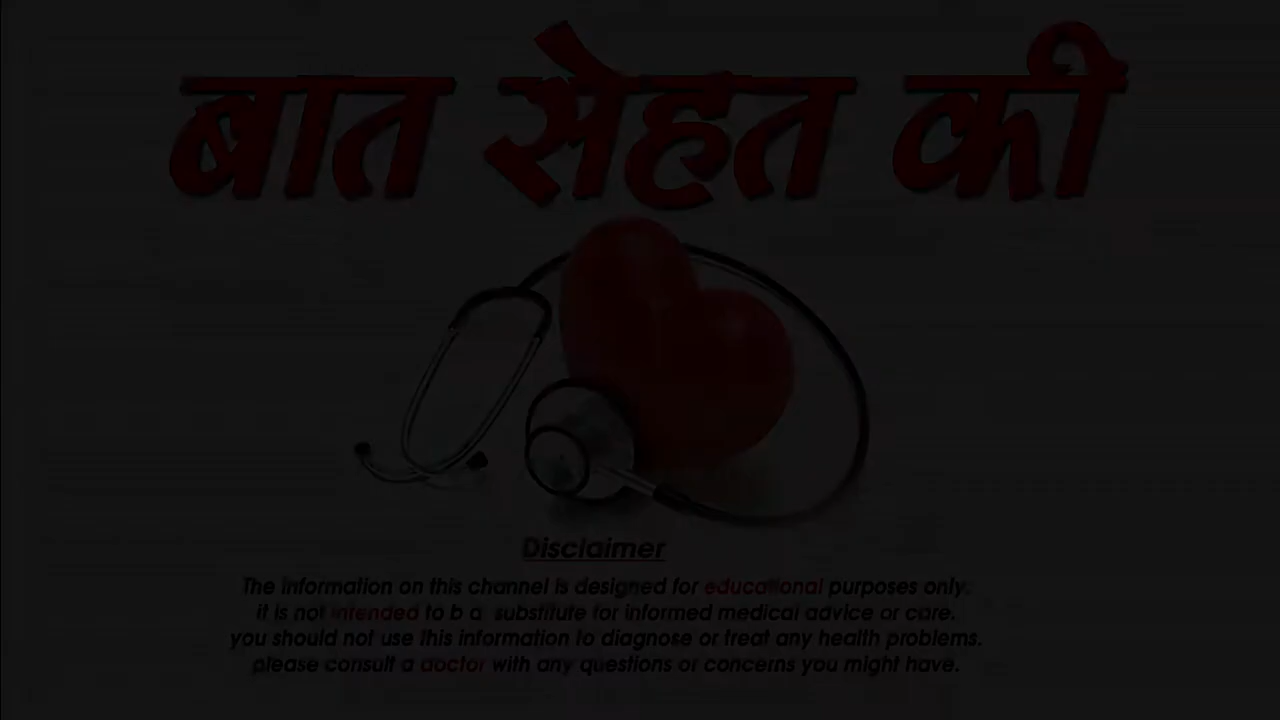 बात सेहत की
Disclaimer
The information on this channel is designed for educational purposes only.
it is not intended to b a substitute for informed medical advice or care.
you should not use this information to diagnose or treat any health problems.
please consult a doctor with any questions or concerns you might have.